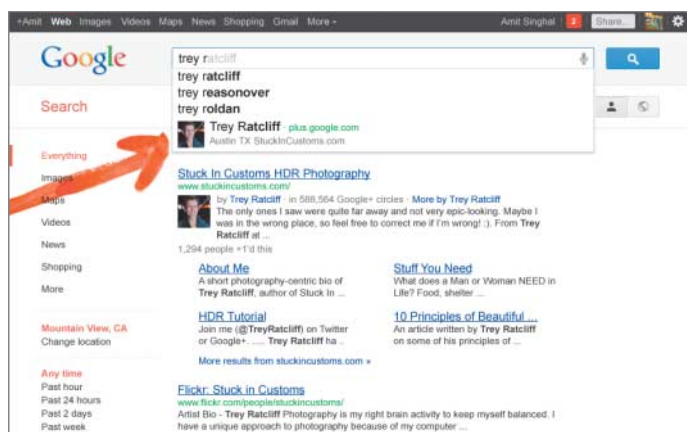 +Amit Web Images Videos Maps News Shopping Gmail More
Amit Singhal 2 Share...
Google
trey ratcliff
trey ratcliff
trey reasonover
trey roldan
Trey Ratcliff · plus.google.com
Austin TX StuckInCustoms.com
Search
Everything
Images
Maps
Videos
News
Shopping
More
Mountain View, CA
Change location
Any time
Past hour
Past 24 hours
Past 2 days
Past week
Stuck In Customs HDR Photography
www.stuckincustoms.com/
by Trey Ratcliff · in 588,564 Google+ circles · More by Trey Ratcliff
The only ones I saw were quite far away and not very epic-looking. Maybe I
was in the wrong place, so feel free to correct me if I'm wrong! :). From Trey
Ratcliff at ...
1,294 people +1'd this
About Me
A short photography-centric bio of
Trey Ratcliff, author of Stuck In ...
Stuff You Need
What does a Man or Woman NEED in
Life? Food, shelter ...
HDR Tutorial
Join me (@TreyRatcliff) on Twitter
or Google+. ..... Trey Ratcliff ha ..
10 Principles of Beautiful ...
An article written by Trey Ratcliff
on some of his principles of ...
More results from stuckincustoms.com »
Flickr: Stuck in Customs
www.flickr.com/people/stuckincustoms/
Artist Bio - Trey Ratcliff Photography is my right brain activity to keep myself balanced. I
have a unique approach to photography because of my computer ...